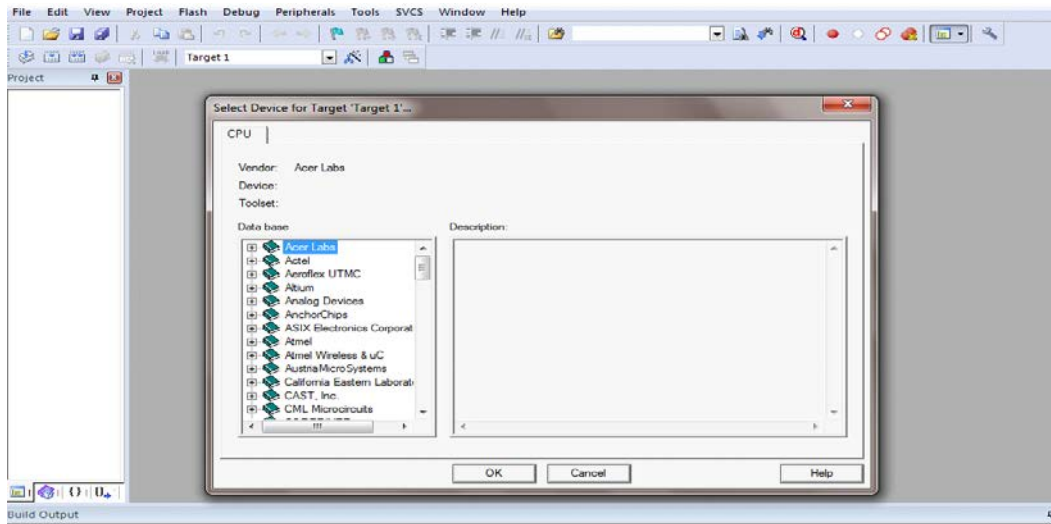 File Edit View Project Flash Debug Peripherals Tools SVCS Window Help
Target 1
Project
Select Device for Target 'Target 1'...
CPU
Vendor: Acer Labs
Device:
Toolset:
Data base
Description:
Acer Labs
Actel
Aeroflex UTMC
Altium
Analog Devices
AnchorChips
ASIX Electronics Corporat
Atmel
Atmel Wireless & uC
AustriaMicroSystems
California Eastern Laborat
CAST, Inc.
CML Microcircuits
OK Cancel Help
Build Output